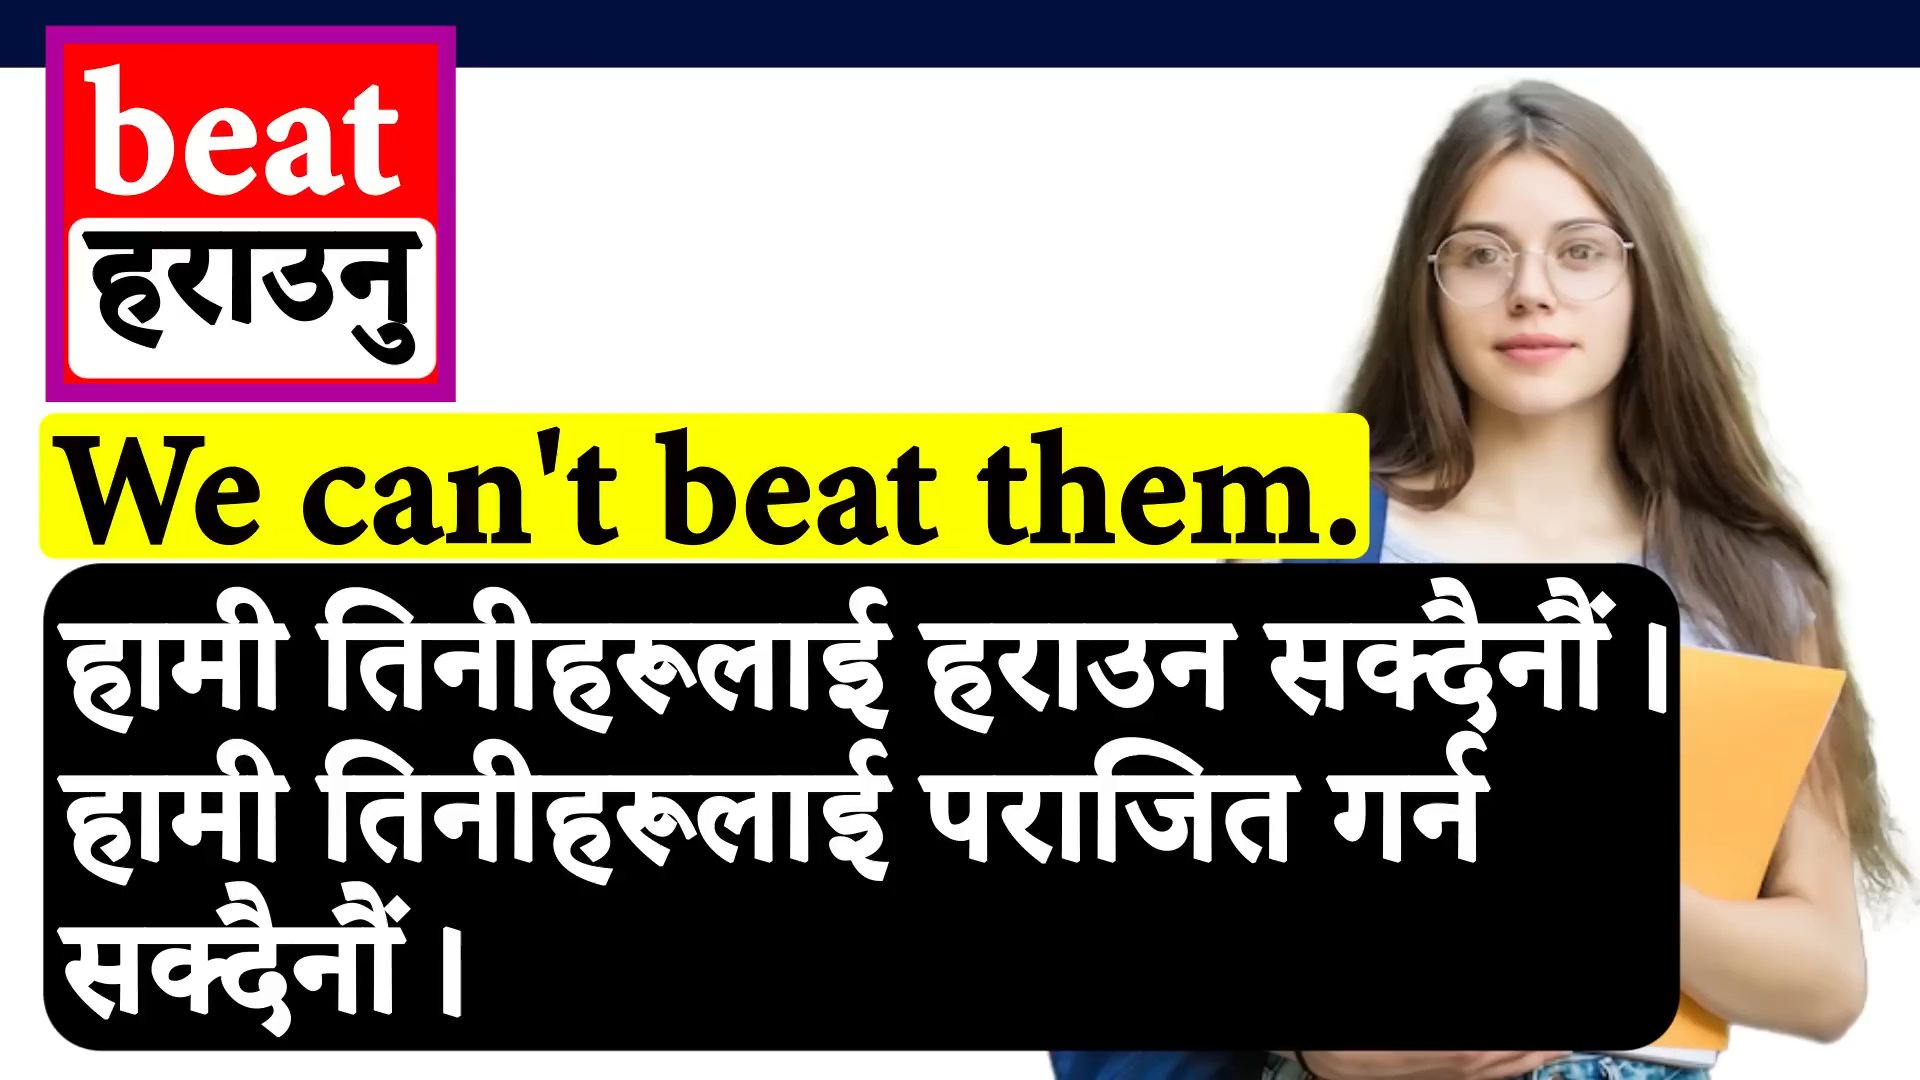 beat
हराउनु
We can't beat them.
हामी तिनीहरूलाई हराउन सक्दैनौं ।
हामी तिनीहरूलाई पराजित गर्न
सक्दैनौं ।